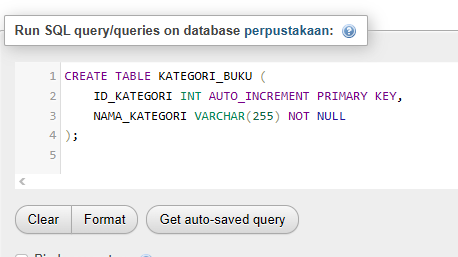 Run SQL query/queries on database perpustakaan:
1 CREATE TABLE KATEGORI_BUKU (
2 ID_KATEGORI INT AUTO_INCREMENT PRIMARY KEY,
3 NAMA_KATEGORI VARCHAR(255) NOT NULL
4 );
5
Clear Format Get auto-saved query